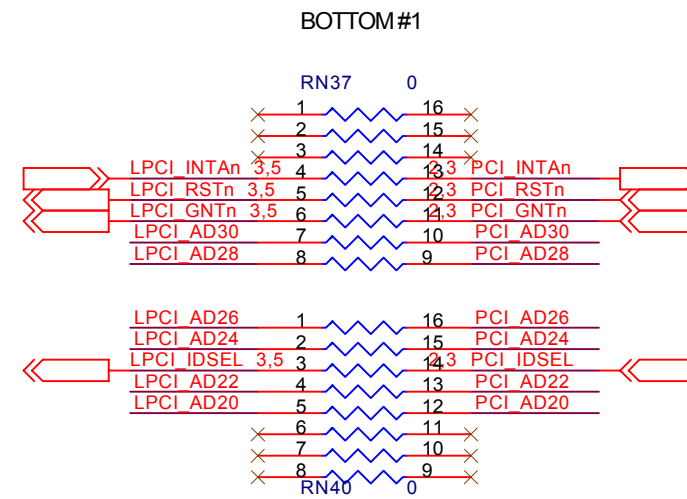 BOTTOM #1
RN37 0
1 16
2 15
3 14
LPCI_INTAn 3,5 4 13 2,3 PCI_INTAn
LPCI_RSTn 3,5 5 12 2,3 PCI_RSTn
LPCI_GNTn 3,5 6 11 2,3 PCI_GNTn
LPCI_AD30 7 10 PCI_AD30
LPCI_AD28 8 9 PCI_AD28
LPCI_AD26 1 16 PCI_AD26
LPCI_AD24 2 15 PCI_AD24
LPCI_IDSEL 3,5 3 14 2,3 PCI_IDSEL
LPCI_AD22 4 13 PCI_AD22
LPCI_AD20 5 12 PCI_AD20
6 11
7 10
8 9
RN40 0